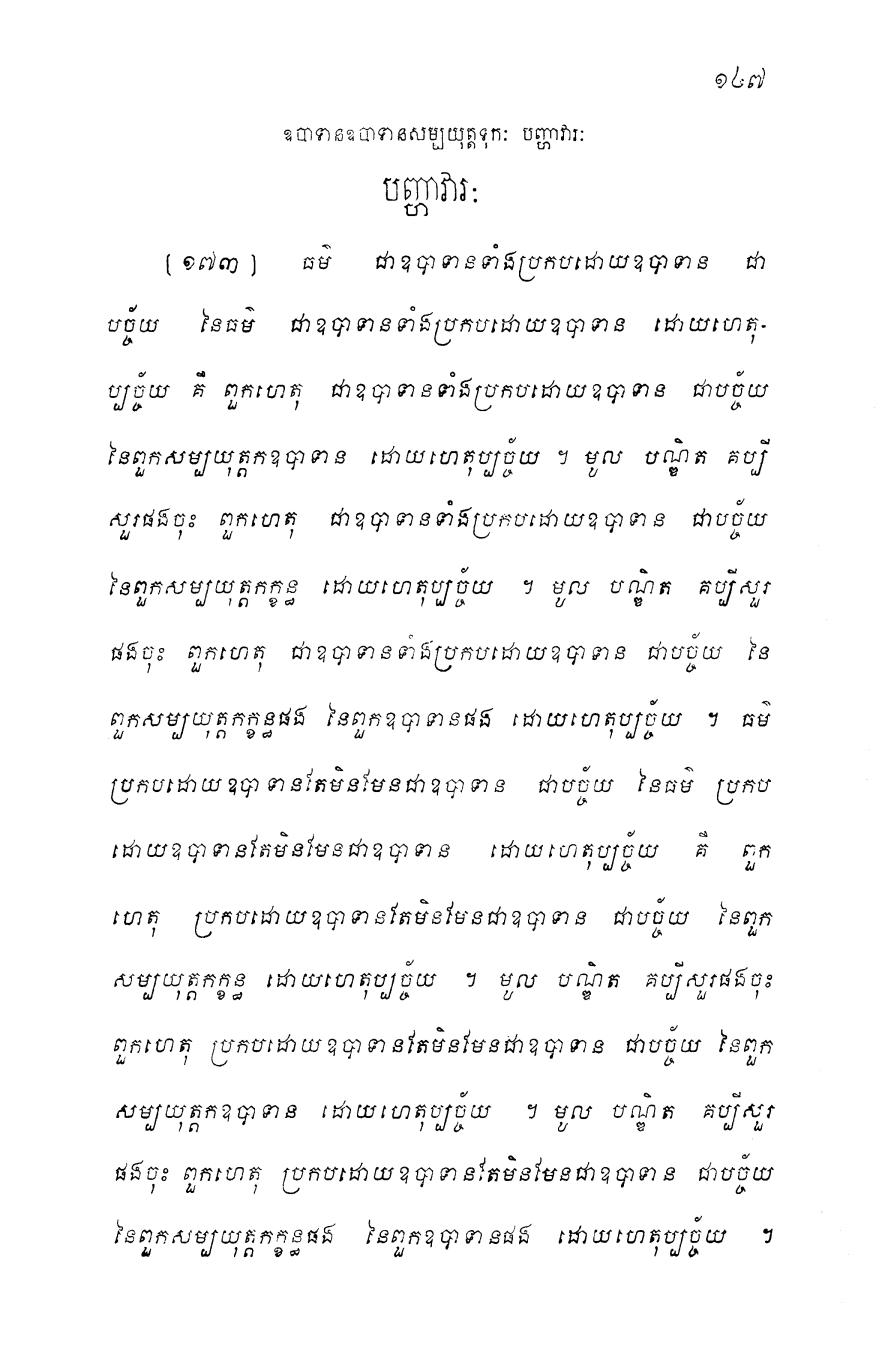 ១៤៧
ឧបាទានឧបាទានសម្បយុត្តទុកៈ បញ្ហាវារៈ
បញ្ហាវារៈ
[១៧៣] ធម៌ ជាឧបាទានទាំងប្រកបដោយឧបាទាន ជា
បច្ច័យ នៃធម៌ ជាឧបាទានទាំងប្រកបដោយឧបាទាន ដោយហេតុ-
ប្បច្ច័យ គឺ ពួកហេតុ ជាឧបាទានទាំងប្រកបដោយឧបាទាន ជាបច្ច័យ
នៃពួកសម្បយុត្តកឧបាទាន ដោយហេតុប្បច្ច័យ ។ មូល បណ្ឌិត គប្បី
សួរផងចុះ ពួកហេតុ ជាឧបាទានទាំងប្រកបដោយឧបាទាន ជាបច្ច័យ
នៃពួកសម្បយុត្តកក្ខន្ធ ដោយហេតុប្បច្ច័យ ។ មូល បណ្ឌិត គប្បីសួរ
ផងចុះ ពួកហេតុ ជាឧបាទានទាំងប្រកបដោយឧបាទាន ជាបច្ច័យ នៃ
ពួកសម្បយុត្តកក្ខន្ធផង នៃពួកឧបាទានផង ដោយហេតុប្បច្ច័យ ។ ធម៌
ប្រកបដោយឧបាទានតែមិនមែនជាឧបាទាន ជាបច្ច័យ នៃធម៌ ប្រកប
ដោយឧបាទានតែមិនមែនជាឧបាទាន ដោយហេតុប្បច្ច័យ គឺ ពួក
ហេតុ ប្រកបដោយឧបាទានតែមិនមែនជាឧបាទាន ជាបច្ច័យ នៃពួក
សម្បយុត្តកក្ខន្ធ ដោយហេតុប្បច្ច័យ ។ មូល បណ្ឌិត គប្បីសួរផងចុះ
ពួកហេតុ ប្រកបដោយឧបាទានតែមិនមែនជាឧបាទាន ជាបច្ច័យ នៃពួក
សម្បយុត្តកឧបាទាន ដោយហេតុប្បច្ច័យ ។ មូល បណ្ឌិត គប្បីសួរ
ផងចុះ ពួកហេតុ ប្រកបដោយឧបាទានតែមិនមែនជាឧបាទាន ជាបច្ច័យ
នៃពួកសម្បយុត្តកក្ខន្ធផង នៃពួកឧបាទានផង ដោយហេតុប្បច្ច័យ ។